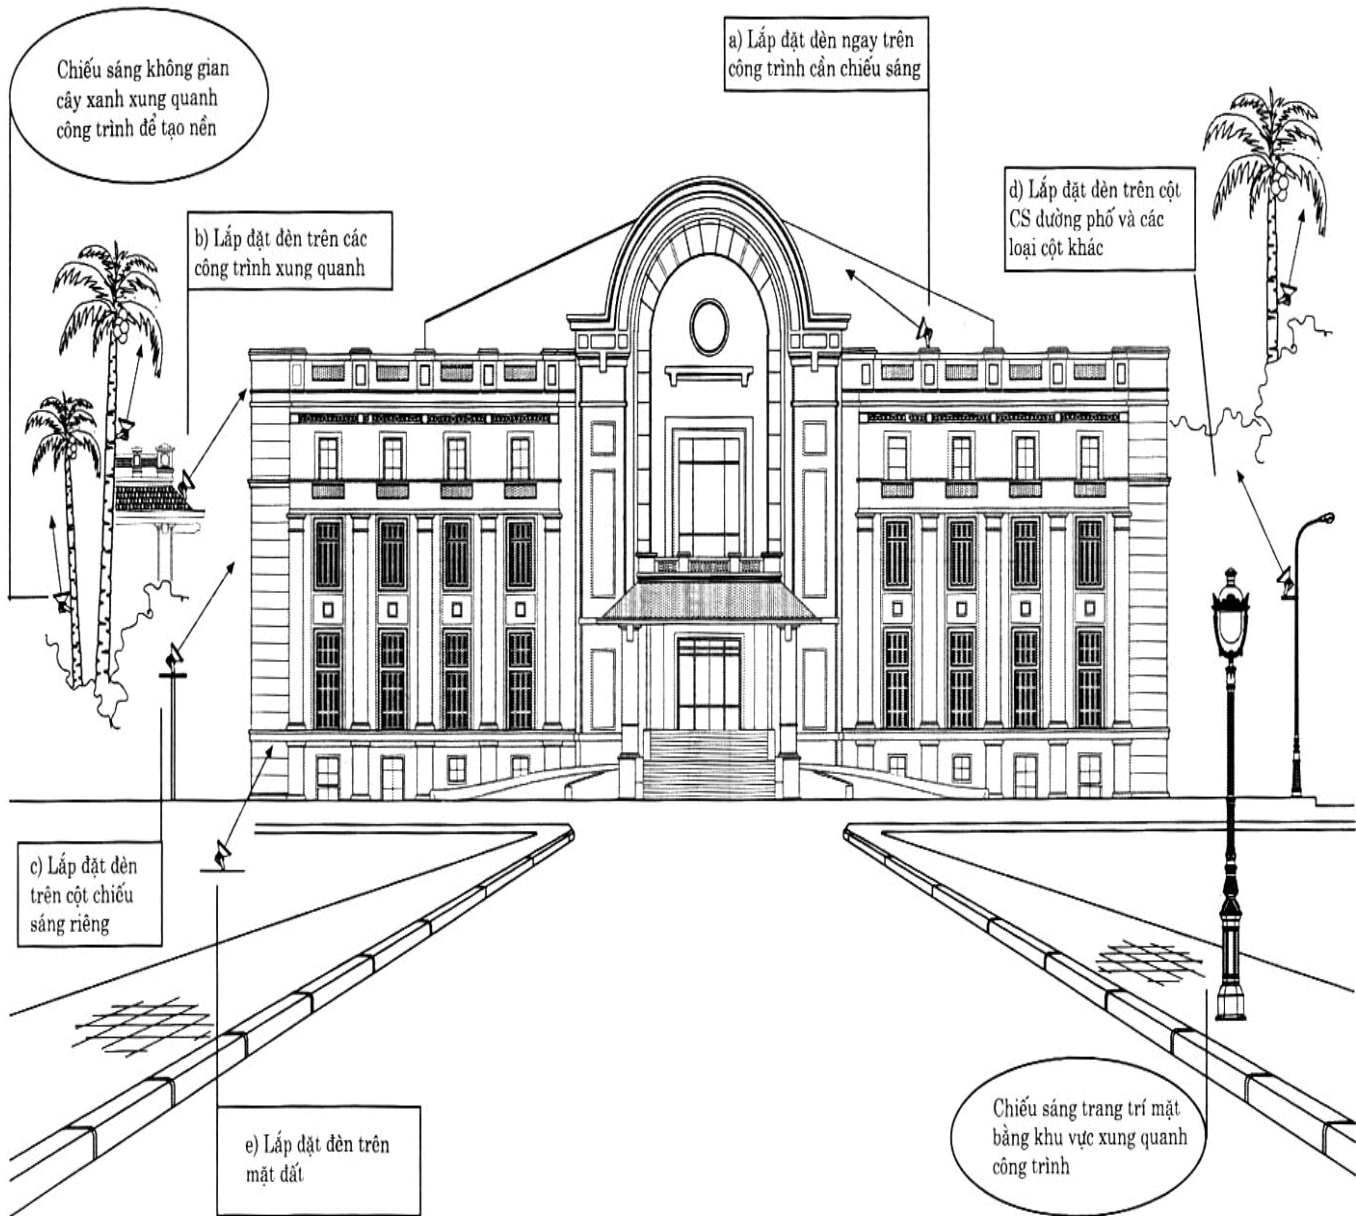 Chiếu sáng không gian
cây xanh xung quanh
công trình để tạo nền
a) Lắp đặt đèn ngay trên
công trình cần chiếu sáng
b) Lắp đặt đèn trên các
công trình xung quanh
d) Lắp đặt đèn trên cột
CS đường phố và các
loại cột khác
c) Lắp đặt đèn
trên cột chiếu
sáng riêng
e) Lắp đặt đèn trên
mặt đất
Chiếu sáng trang trí mặt
bằng khu vực xung quanh
công trình